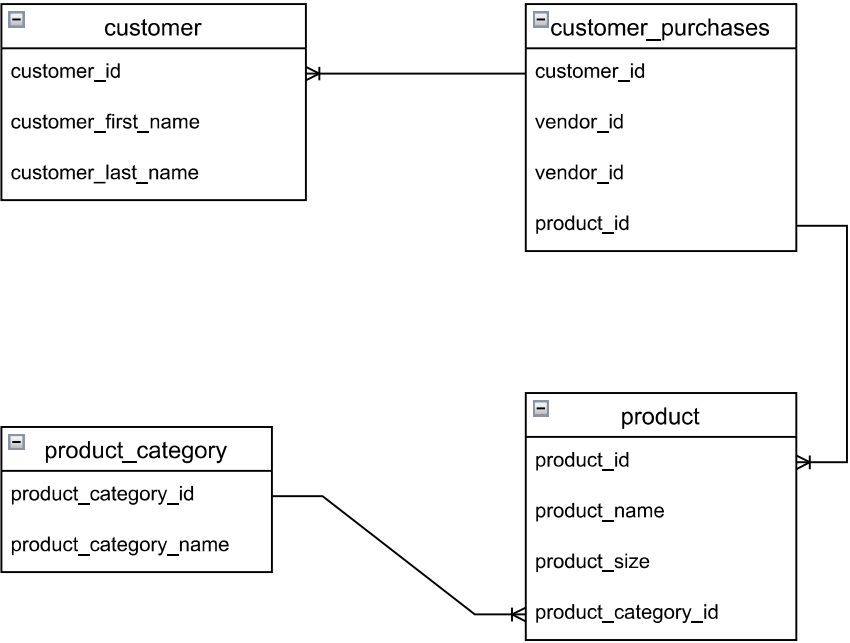 customer
customer_id
customer_first_name
customer_last_name
customer_purchases
customer_id
vendor_id
vendor_id
product_id
product_category
product_category_id
product_category_name
product
product_id
product_name
product_size
product_category_id